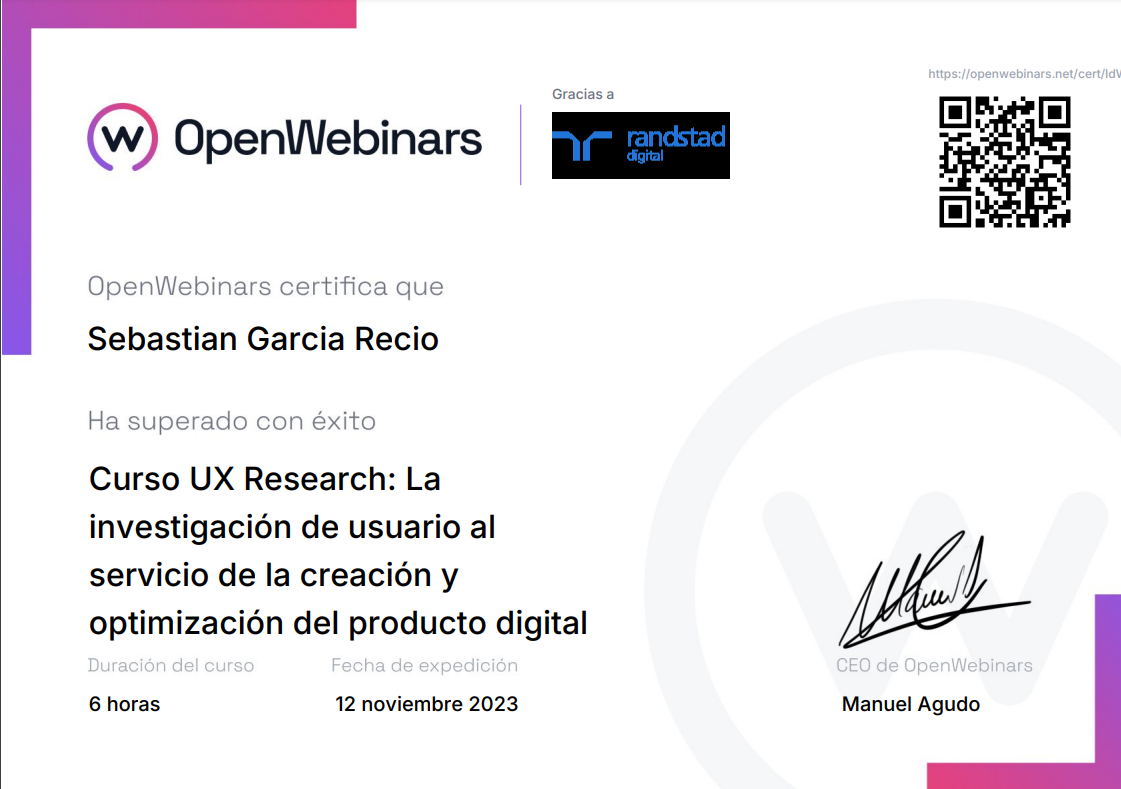 https://openwebinars.net/cert/
Gracias a
OpenWebinars
randstad
digital
OpenWebinars certifica que
Sebastian Garcia Recio
Ha superado con éxito
Curso UX Research: La
investigación de usuario al
servicio de la creación y
optimización del producto digital
Duración del curso
Fecha de expedición
CEO de OpenWebinars
6 horas
12 noviembre 2023
Manuel Agudo